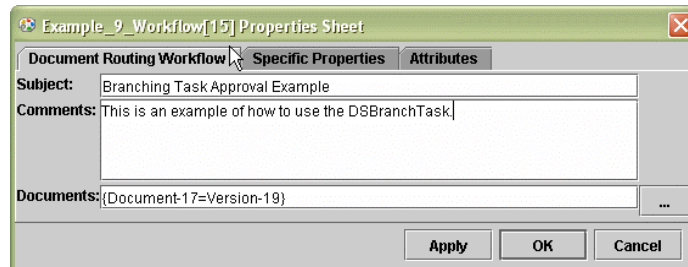 Example_9_Workflow[15] Properties Sheet
Document Routing Workflow Specific Properties Attributes
Subject: Branching Task Approval Example
Comments: This is an example of how to use the DSBranchTask.
Documents: {Document-17=Version-19} ...
Apply OK Cancel